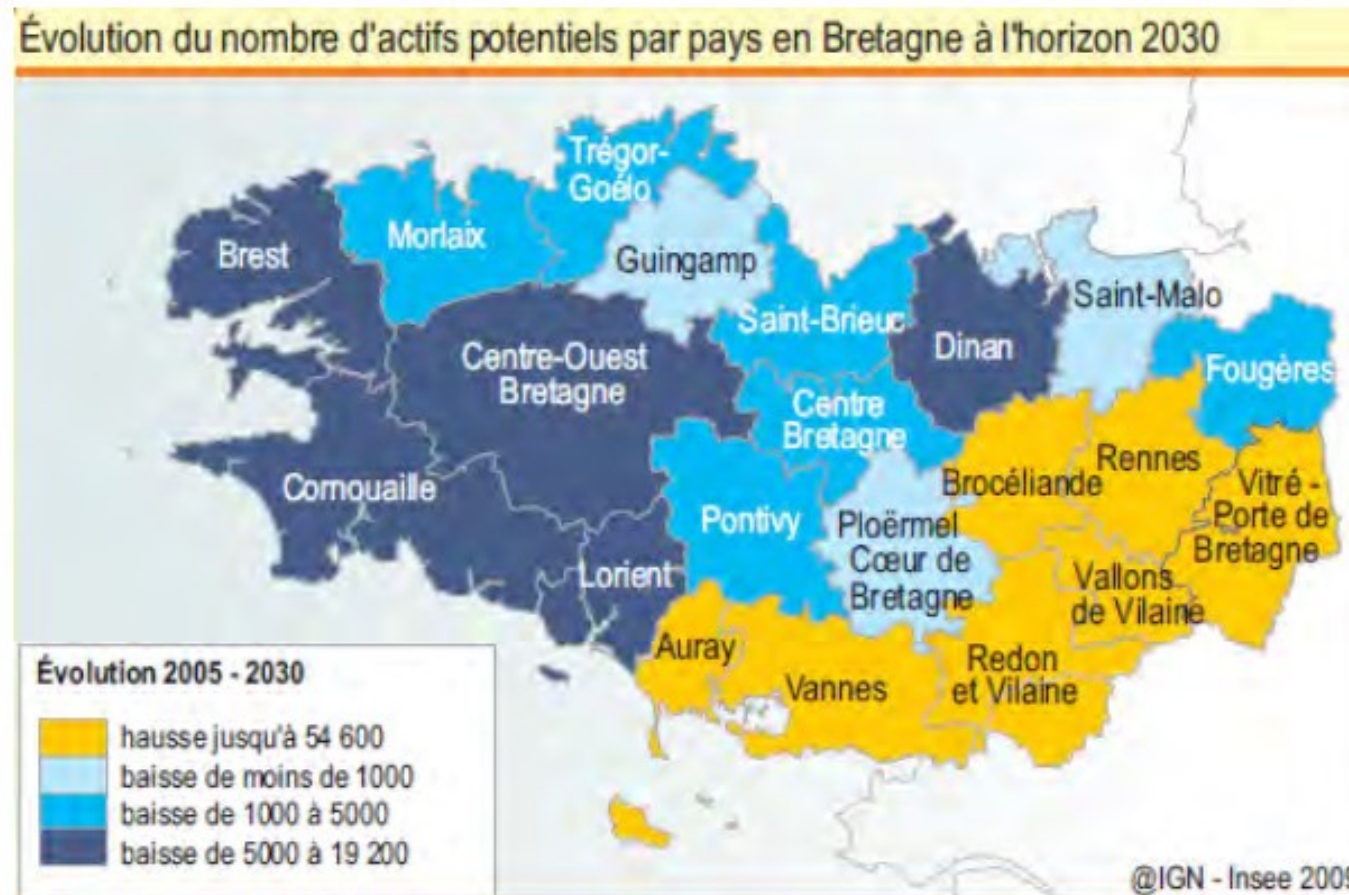 Évolution du nombre d'actifs potentiels par pays en Bretagne à l'horizon 2030
Trégor-
Goélo
Morlaix
Brest
Guingamp
Saint-Malo
Saint-Brieuc
Dinan
Fougères
Centre-Ouest
Bretagne
Centre
Bretagne
Rennes
Brocéliande
Vitré -
Porte de
Bretagne
Cornouaille
Pontivy
Ploërmel
Cœur de
Bretagne
Lorient
Vallons
de Vilaine
Auray
Vannes
Redon
et Vilaine
Évolution 2005 - 2030
hausse jusqu'à 54 600
baisse de moins de 1000
baisse de 1000 à 5000
baisse de 5000 à 19 200
@IGN - Insee 2009